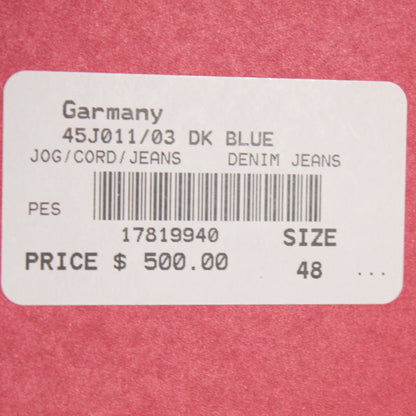 Garmany
45J011/03 DK BLUE
JOG/CORD/JEANS DENIM JEANS
PES
17819940 SIZE
PRICE $ 500.00 48 ...